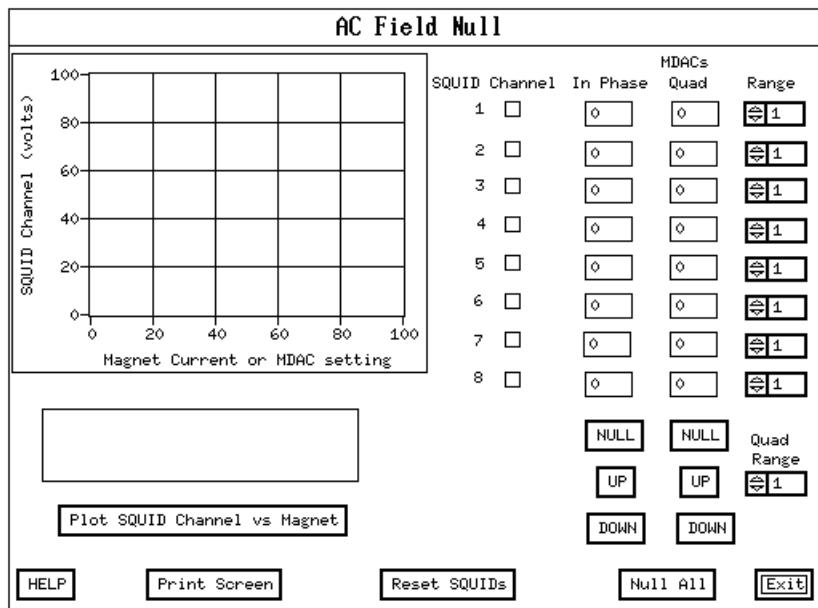 AC Field Null
SQUID Channel (volts)
100
80
60
40
20
0
0 20 40 60 80 100
Magnet Current or MDAC setting
MDACs
SQUID Channel In Phase Quad Range
1 0 0 1
2 0 0 1
3 0 0 1
4 0 0 1
5 0 0 1
6 0 0 1
7 0 0 1
8 0 0 1
NULL NULL Quad
Range
UP UP 1
DOWN DOWN
Plot SQUID Channel vs Magnet
HELP Print Screen Reset SQUIDs Null All Exit